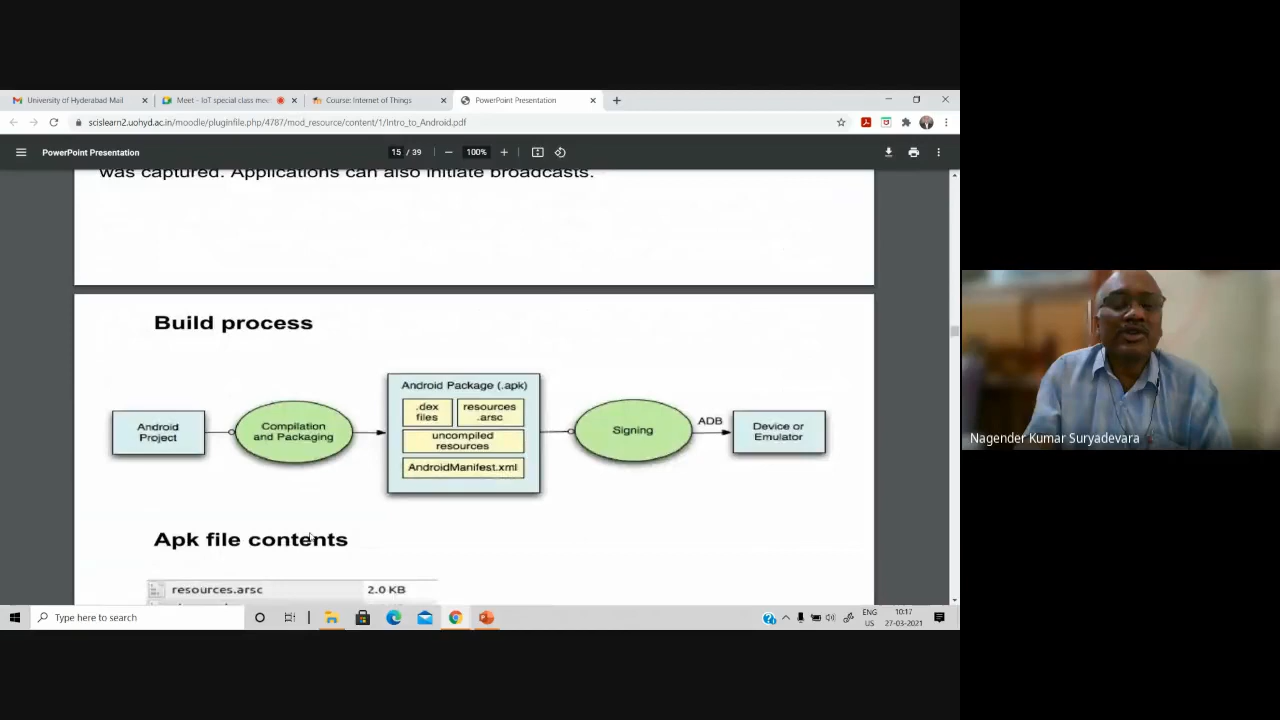 University of Hyderabad Mail
Meet - IoT special class mee
Course: Internet of Things
PowerPoint Presentation
scislearn2.uohyd.ac.in/moodle/pluginfile.php/4787/mod_resource/content/1/Intro_to_Android.pdf
PowerPoint Presentation
15 / 39
100%
was captured. Applications can also initiate broadcasts.
Build process
Android
Project
Compilation
and Packaging
Android Package (.apk)
.dex
files
resources
.arsc
uncompiled
resources
AndroidManifest.xml
Signing
ADB
Device or
Emulator
Apk file contents
resources.arsc 2.0 KB
Type here to search
ENG
US
10:17
27-03-2021
Nagender Kumar Suryadevara